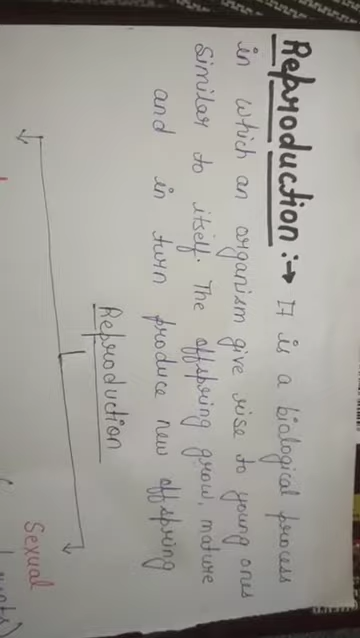 Reproduction :→ It is a biological process
in which an organism give rise to young ones
similar to itself. The offspring grow, mature
and in turn produce new offspring
Reproduction
Sexual